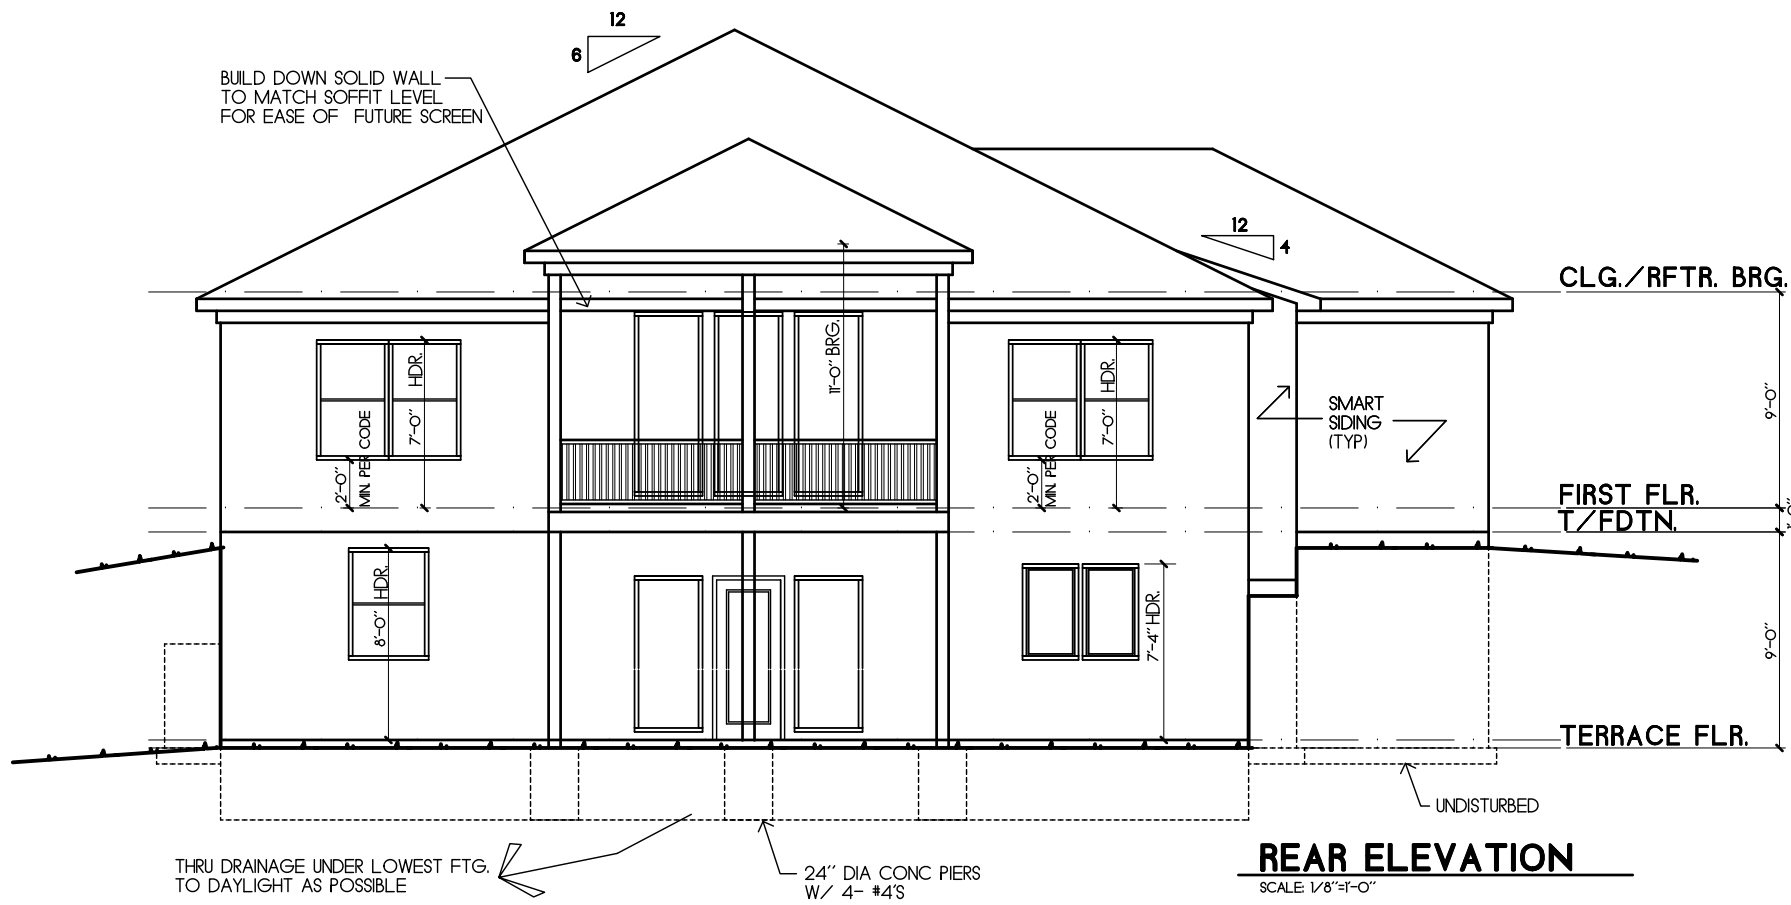 12
6
BUILD DOWN SOLID WALL
TO MATCH SOFFIT LEVEL
FOR EASE OF FUTURE SCREEN
12
4
CLG./RFTR. BRG.
11'-0" BRG.
HDR.
7'-0"
2'-0"
MIN. PER CODE
HDR.
7'-0"
2'-0"
MIN. PER CODE
SMART
SIDING
(TYP)
9'-0"
FIRST FLR.
T/FDTN.
8'-0" HDR.
7'-4" HDR.
9'-0"
TERRACE FLR.
UNDISTURBED
THRU DRAINAGE UNDER LOWEST FTG.
TO DAYLIGHT AS POSSIBLE
24" DIA CONC PIERS
W/ 4- #4'S
REAR ELEVATION
SCALE: 1/8"=1'-0"